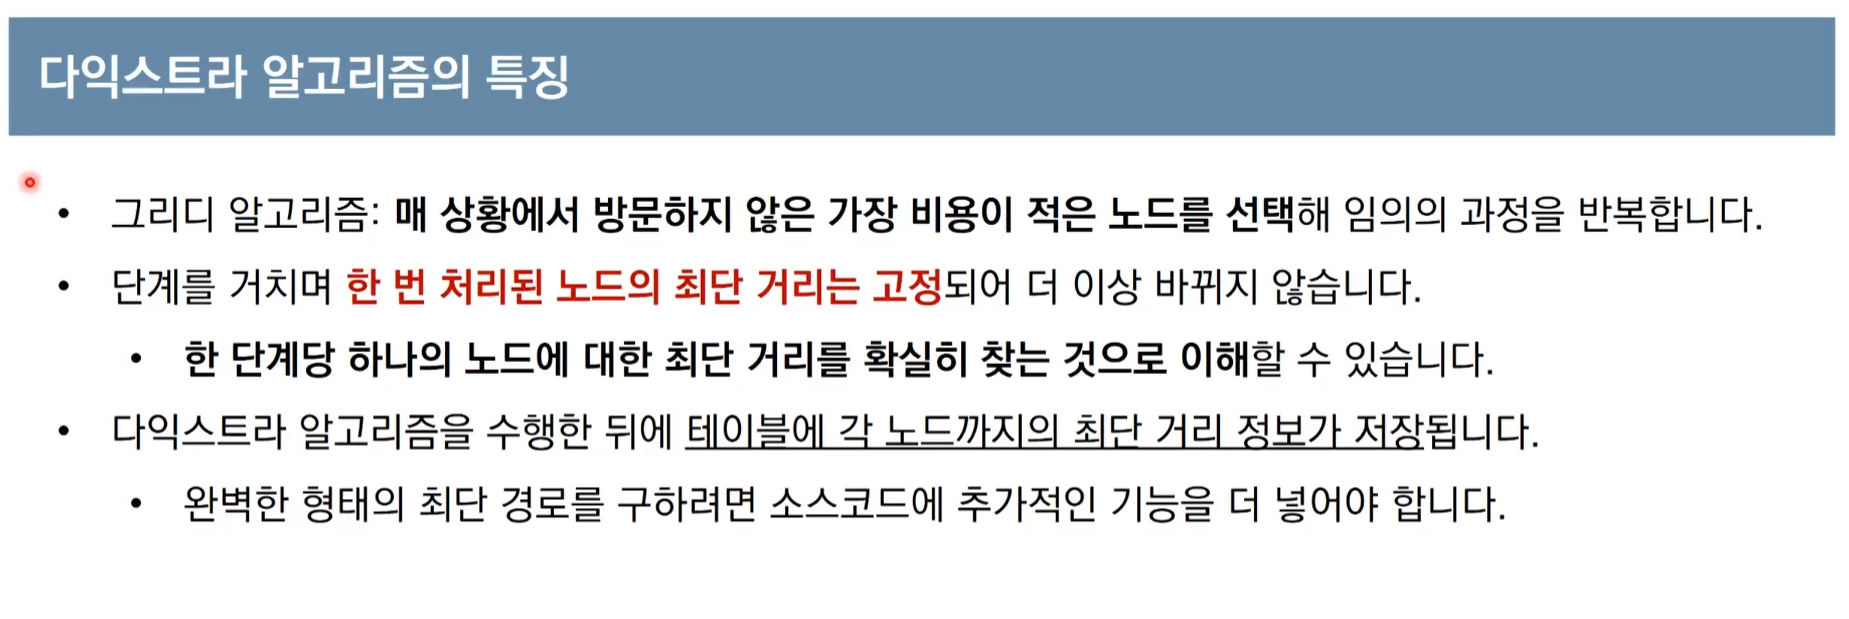 다익스트라 알고리즘의 특징
• 그리디 알고리즘: 매 상황에서 방문하지 않은 가장 비용이 적은 노드를 선택해 임의의 과정을 반복합니다.
• 단계를 거치며 한 번 처리된 노드의 최단 거리는 고정되어 더 이상 바뀌지 않습니다.
• 한 단계당 하나의 노드에 대한 최단 거리를 확실히 찾는 것으로 이해할 수 있습니다.
• 다익스트라 알고리즘을 수행한 뒤에 테이블에 각 노드까지의 최단 거리 정보가 저장됩니다.
• 완벽한 형태의 최단 경로를 구하려면 소스코드에 추가적인 기능을 더 넣어야 합니다.